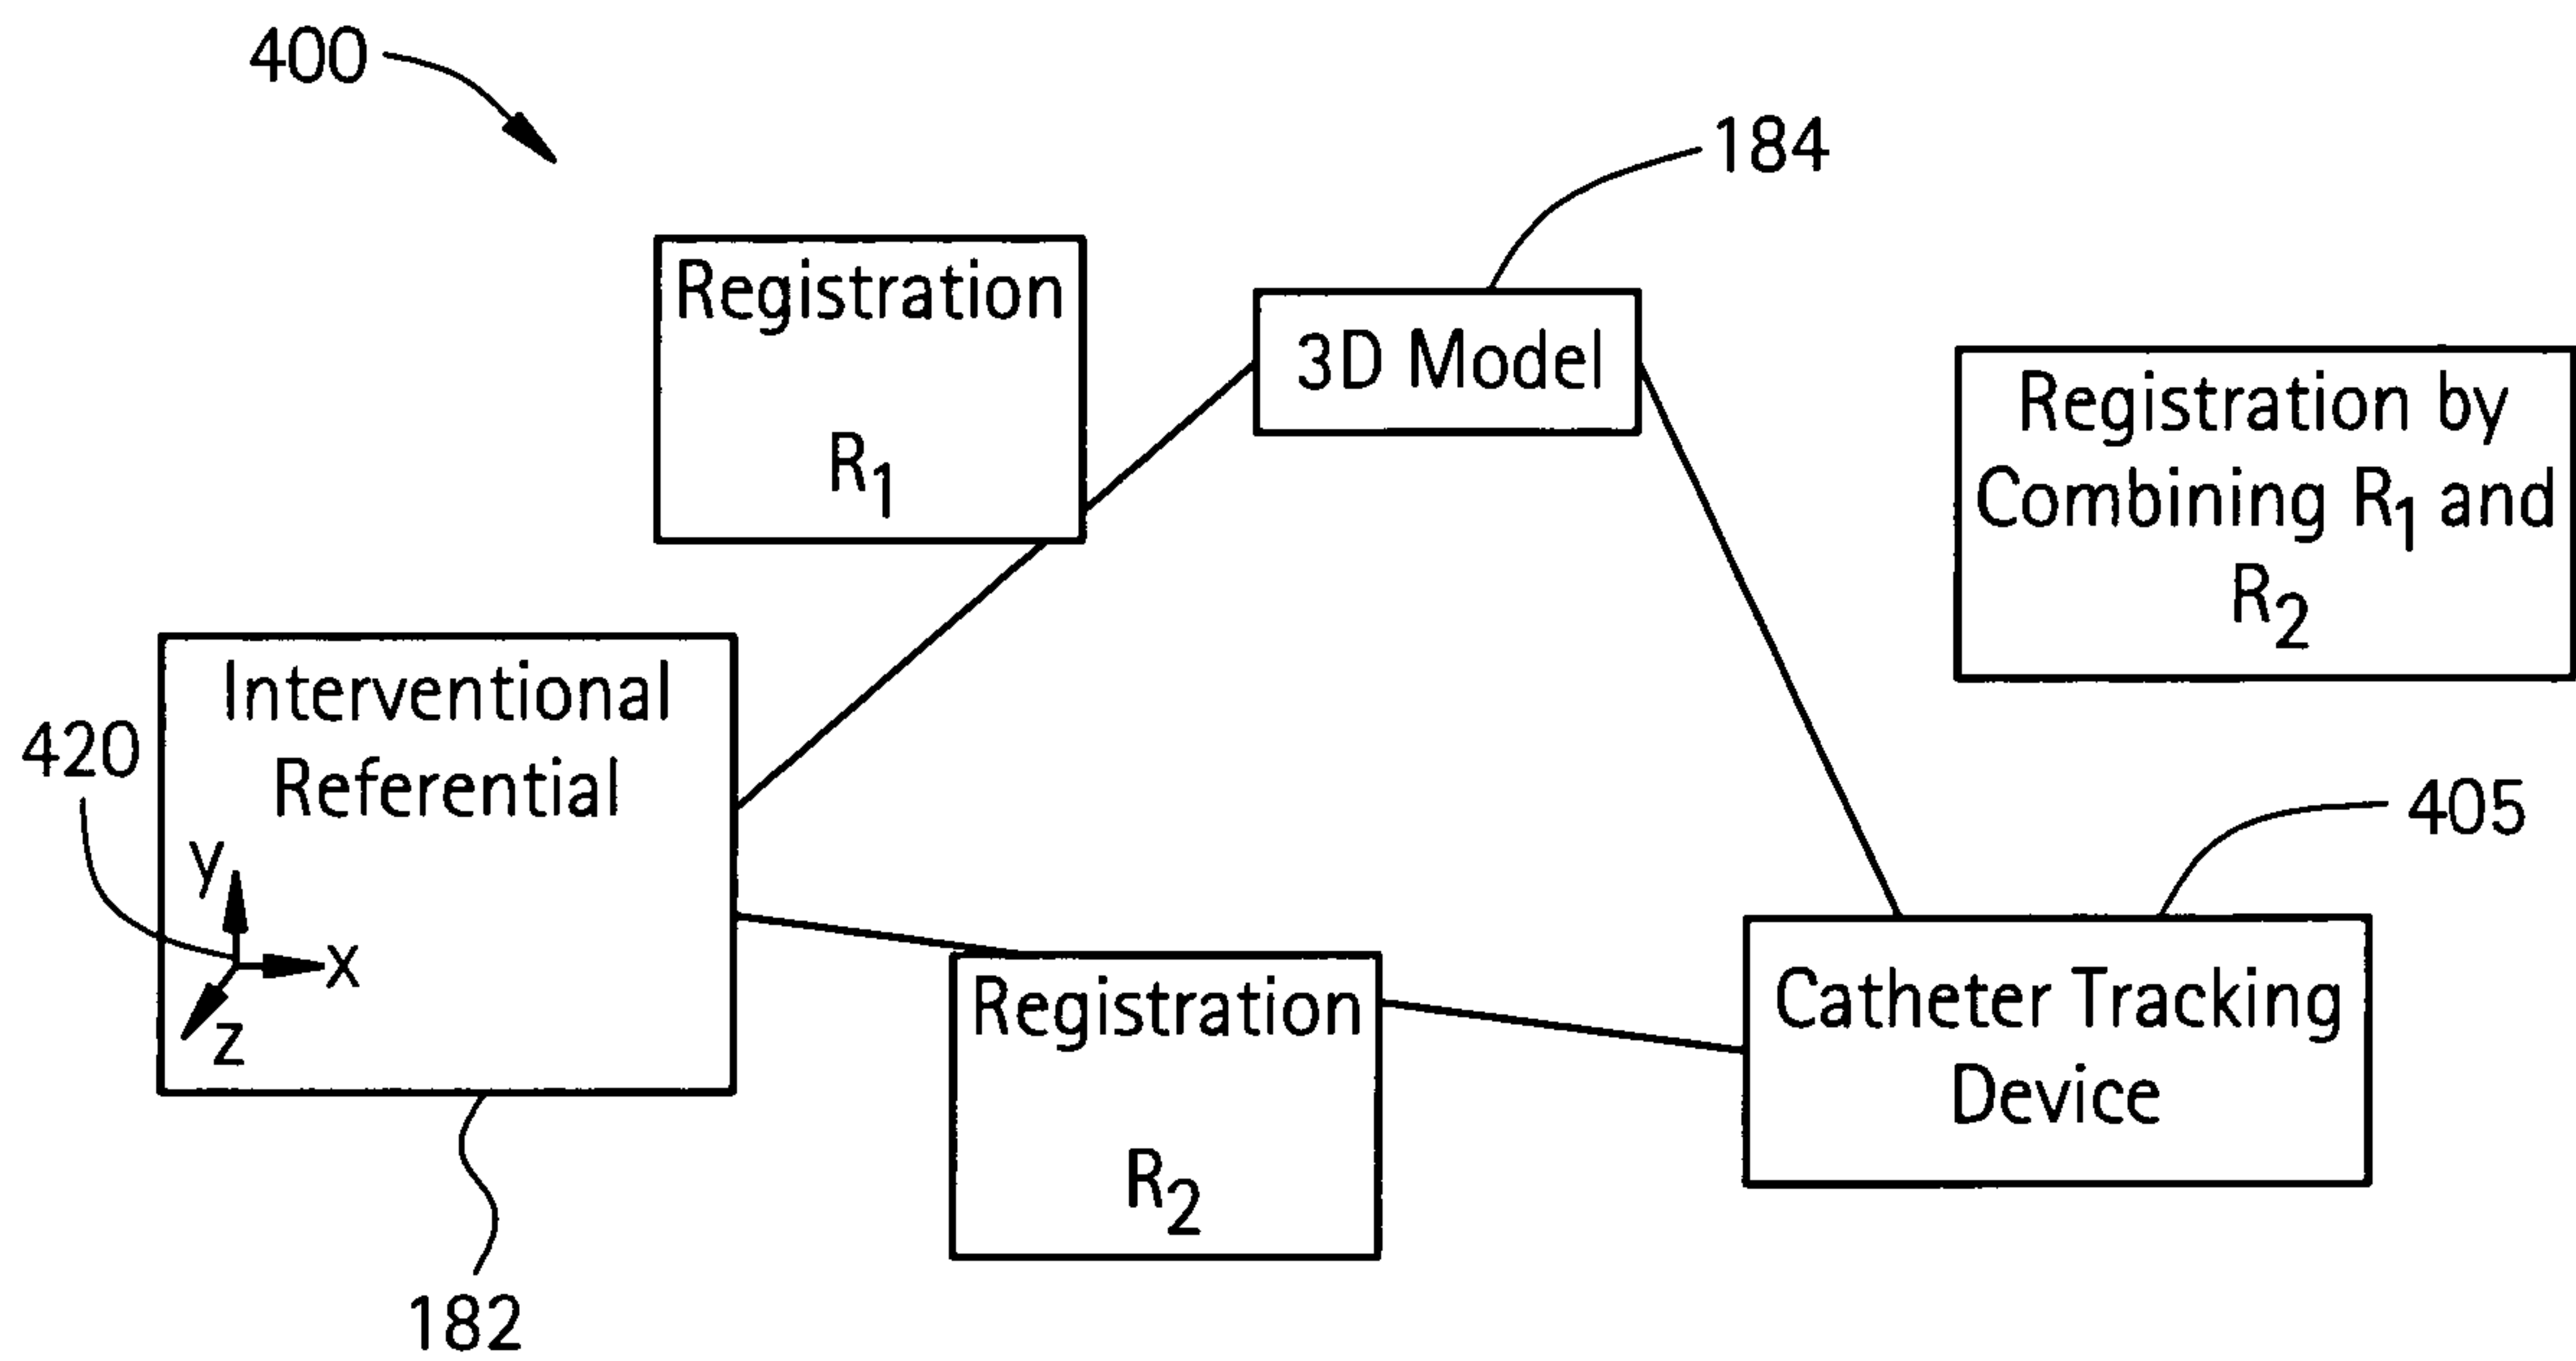 400
184
Registration
R1
3D Model
Registration by
Combining R1 and
R2
Interventional
Referential
420
y
x
z
405
Registration
R2
Catheter Tracking
Device
182